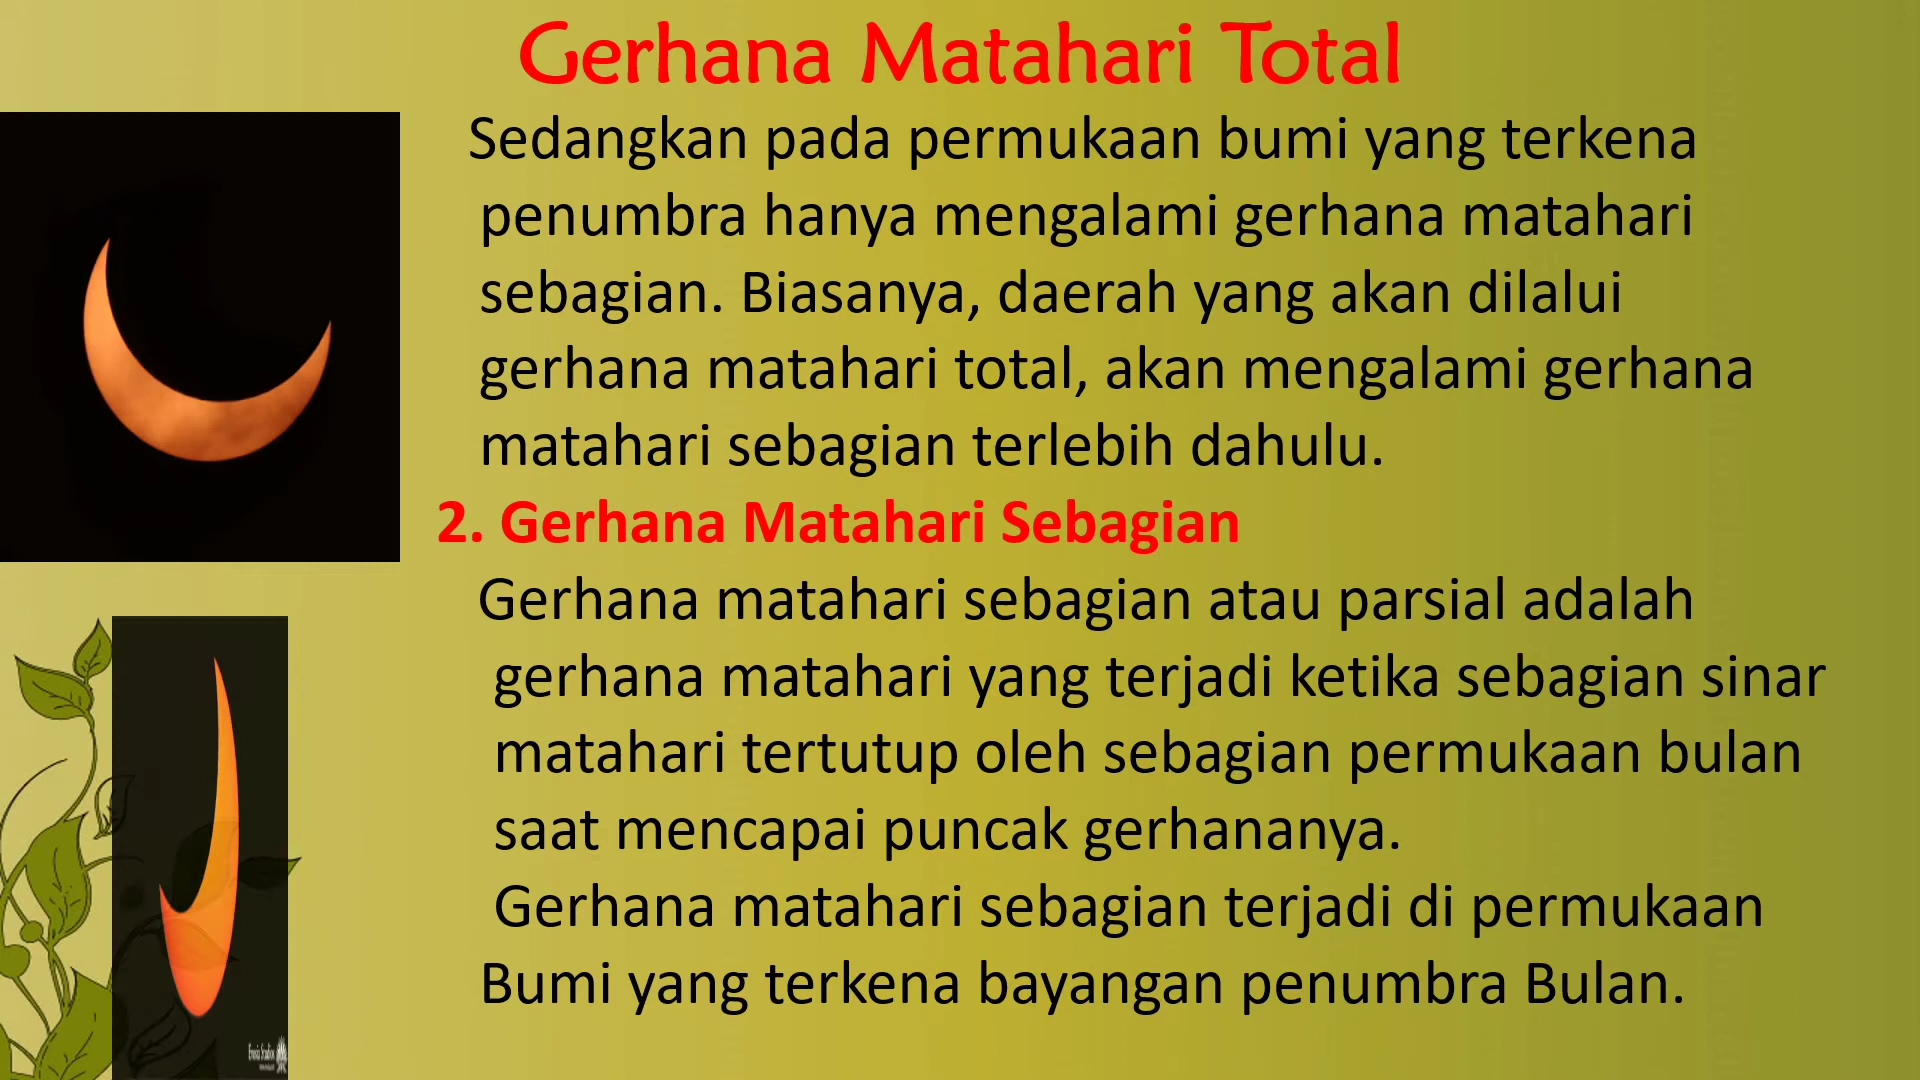 Gerhana Matahari Total
Sedangkan pada permukaan bumi yang terkena
penumbra hanya mengalami gerhana matahari
sebagian. Biasanya, daerah yang akan dilalui
gerhana matahari total, akan mengalami gerhana
matahari sebagian terlebih dahulu.
2. Gerhana Matahari Sebagian
Gerhana matahari sebagian atau parsial adalah
gerhana matahari yang terjadi ketika sebagian sinar
matahari tertutup oleh sebagian permukaan bulan
saat mencapai puncak gerhananya.
Gerhana matahari sebagian terjadi di permukaan
Bumi yang terkena bayangan penumbra Bulan.